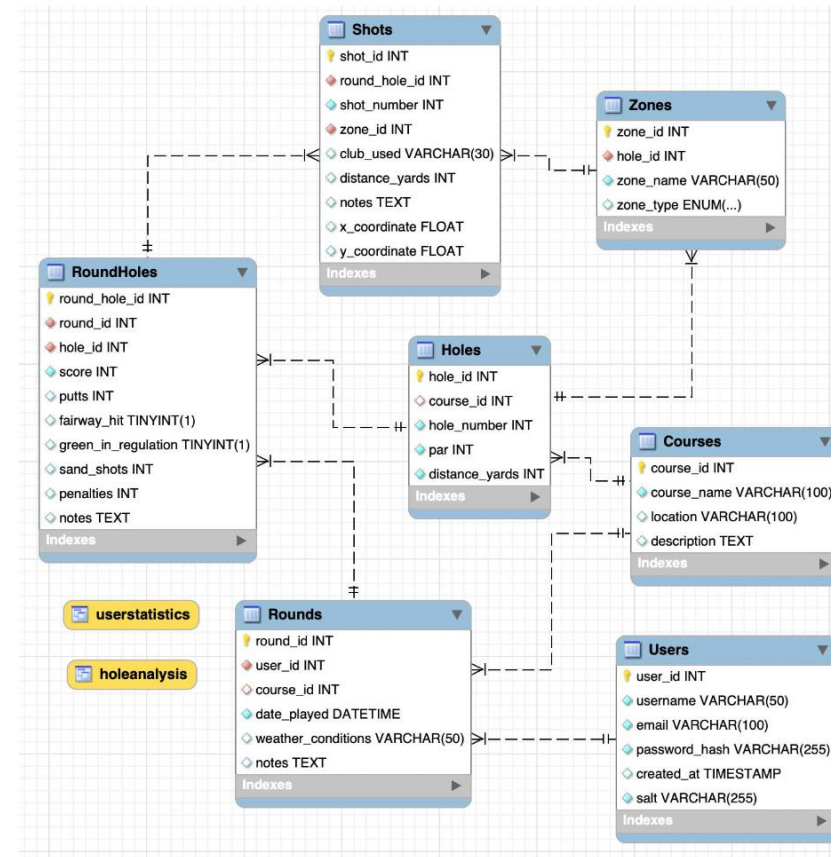 Shots
shot_id INT
round_hole_id INT
shot_number INT
zone_id INT
club_used VARCHAR(30)
distance_yards INT
notes TEXT
x_coordinate FLOAT
y_coordinate FLOAT
Indexes
Zones
zone_id INT
hole_id INT
zone_name VARCHAR(50)
zone_type ENUM(...)
Indexes
RoundHoles
round_hole_id INT
round_id INT
hole_id INT
score INT
putts INT
fairway_hit TINYINT(1)
green_in_regulation TINYINT(1)
sand_shots INT
penalties INT
notes TEXT
Indexes
Holes
hole_id INT
course_id INT
hole_number INT
par INT
distance_yards INT
Indexes
Courses
course_id INT
course_name VARCHAR(100)
location VARCHAR(100)
description TEXT
Indexes
userstatistics
holeanalysis
Rounds
round_id INT
user_id INT
course_id INT
date_played DATETIME
weather_conditions VARCHAR(50)
notes TEXT
Indexes
Users
user_id INT
username VARCHAR(50)
email VARCHAR(100)
password_hash VARCHAR(255)
created_at TIMESTAMP
salt VARCHAR(255)
Indexes